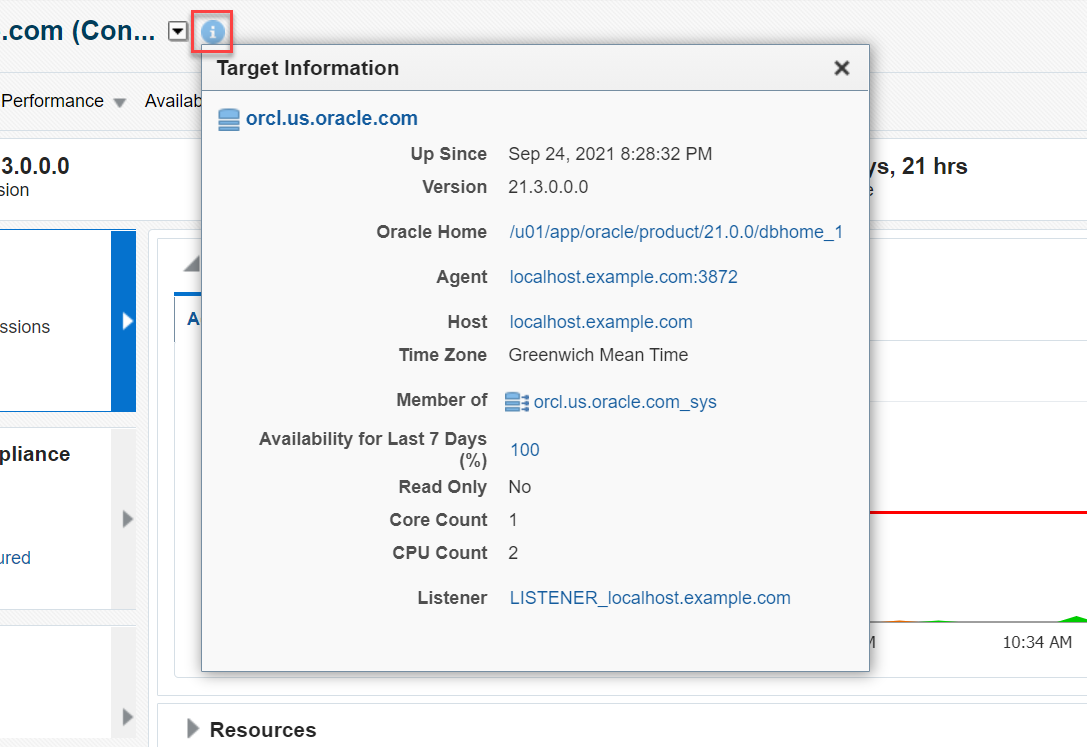 .com (Con...
Target Information
Performance
Availab
orcl.us.oracle.com
Up Since Sep 24, 2021 8:28:32 PM
3.0.0.0
ys, 21 hrs
sion
Version 21.3.0.0.0
Oracle Home /u01/app/oracle/product/21.0.0/dbhome_1
Agent localhost.example.com:3872
A
Host localhost.example.com
ssions
Time Zone Greenwich Mean Time
Member of orcl.us.oracle.com_sys
Availability for Last 7 Days
(%) 100
pliance
Read Only No
Core Count 1
CPU Count 2
ured
Listener LISTENER_localhost.example.com
M
10:34 AM
Resources